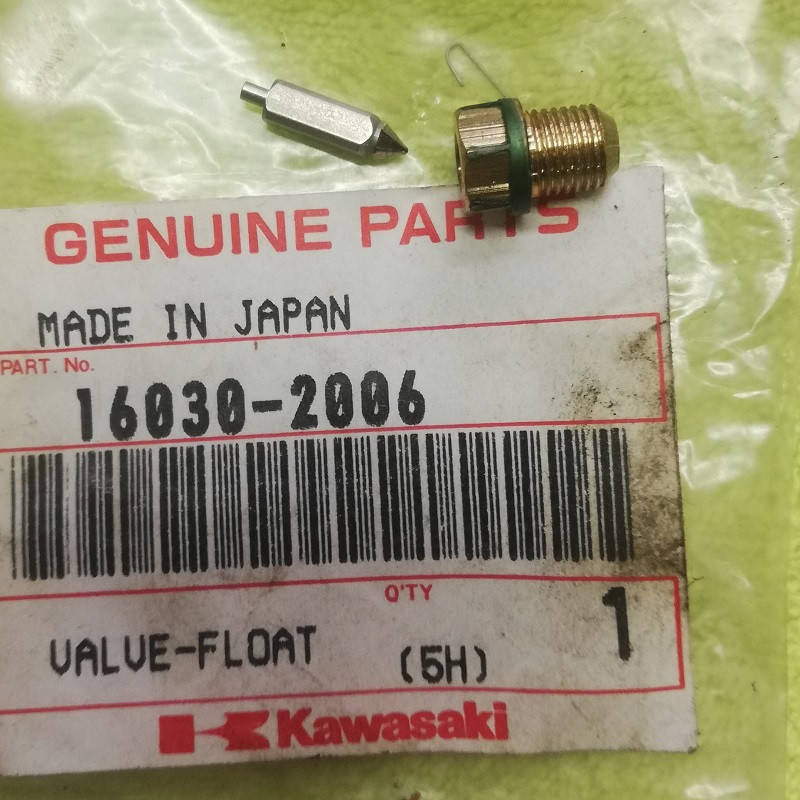 GENUINE PARTS
MADE IN JAPAN
PART. No.
16030-2006
Q'TY
VALVE-FLOAT (5H) 1
Kawasaki